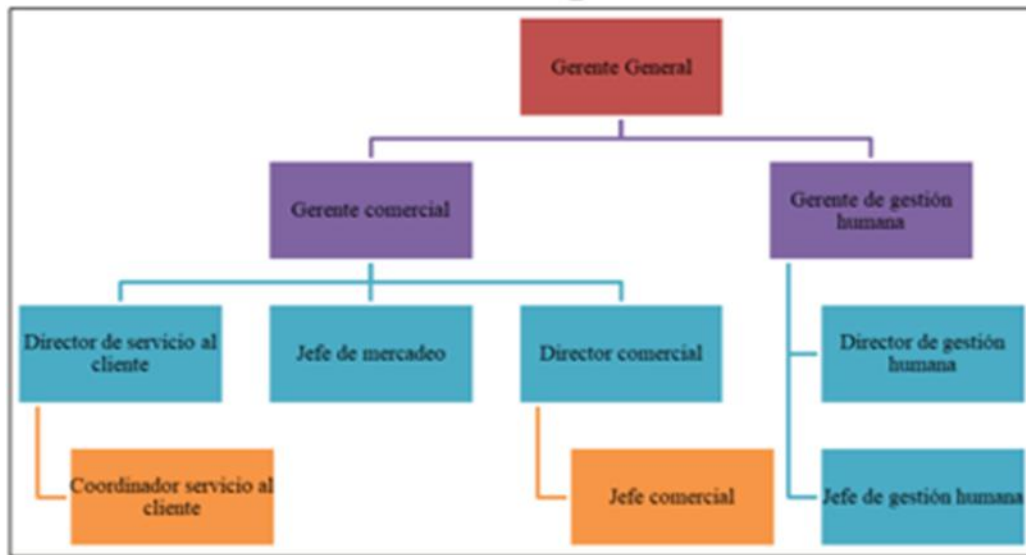 Gerente General
Gerente comercial
Gerente de gestión
humana
Director de servicio al
cliente
Jefe de mercadeo
Director comercial
Director de gestión
humana
Coordinador servicio al
cliente
Jefe comercial
Jefe de gestión humana